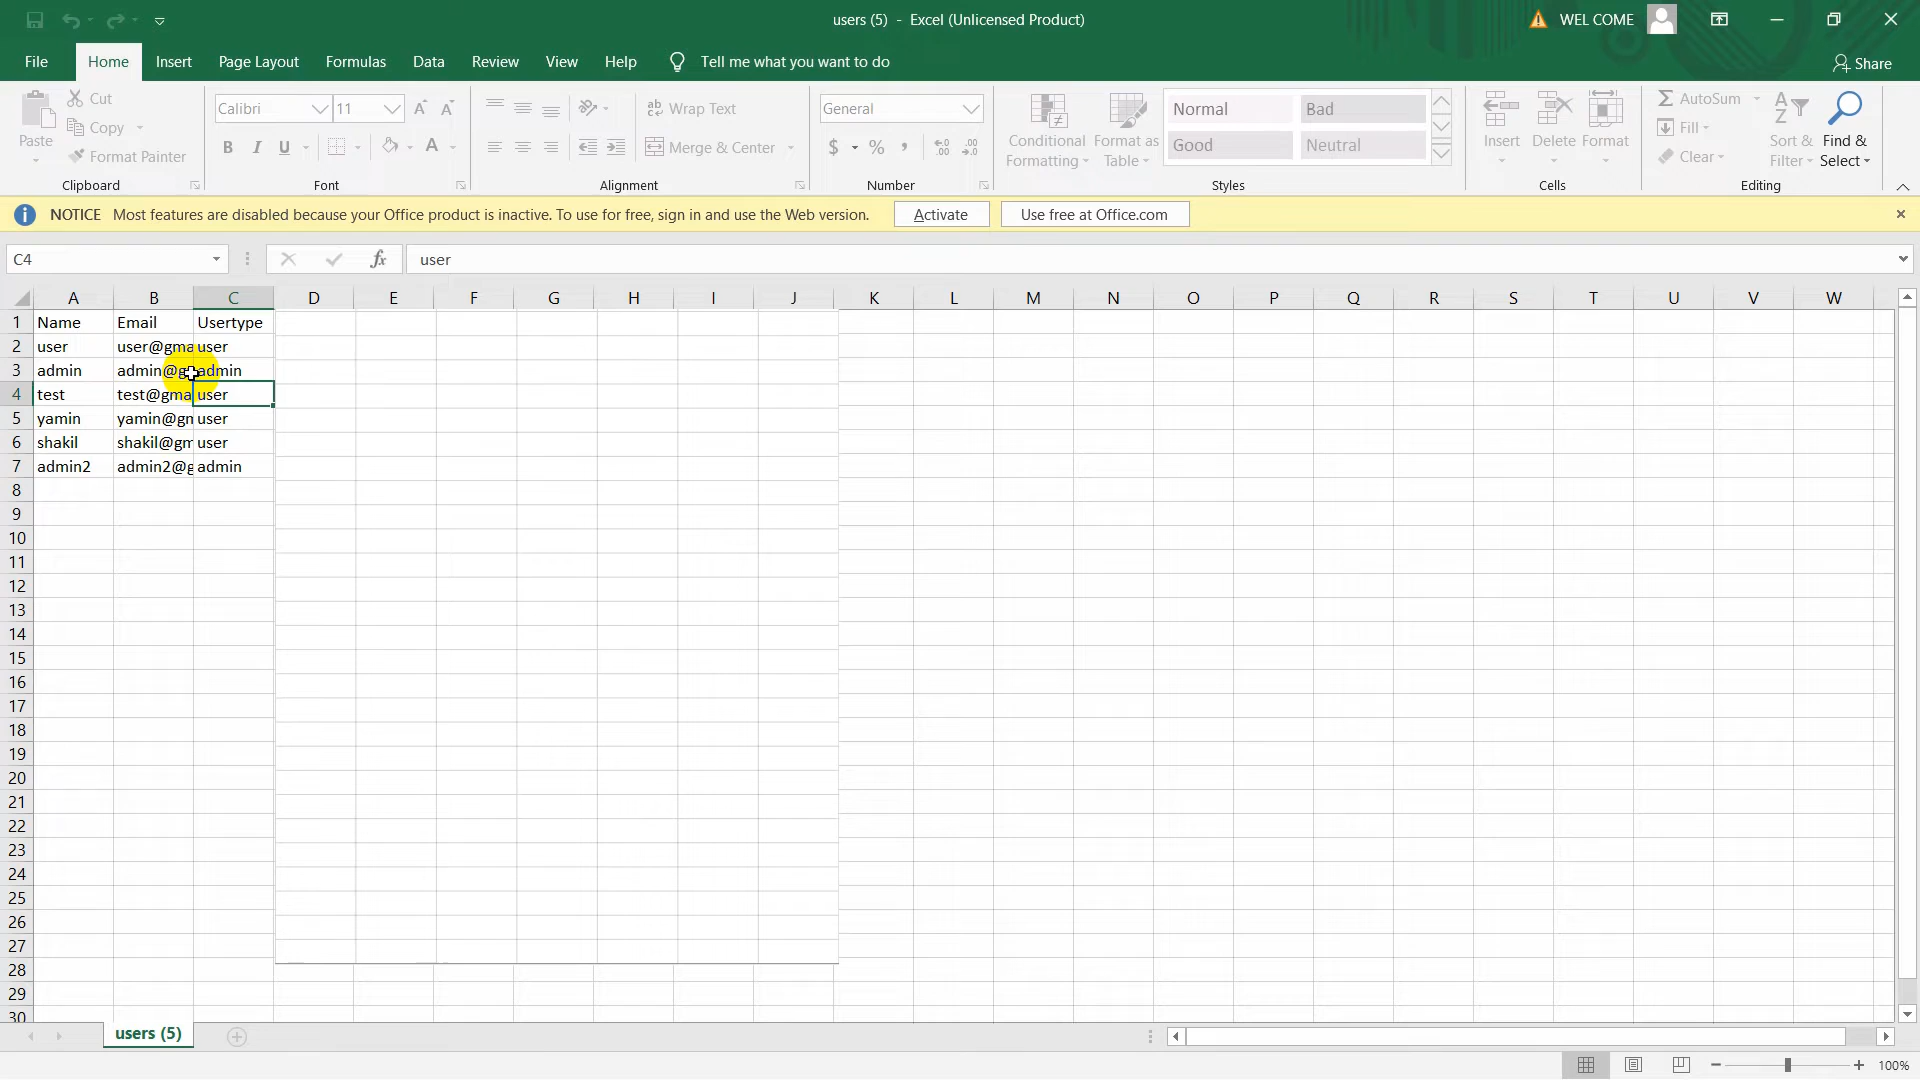 users (5) - Excel (Unlicensed Product)
WEL COME
File Home Insert Page Layout Formulas Data Review View Help Tell me what you want to do
Share
Paste
Cut
Copy
Format Painter
Clipboard
Calibri 11
B I U
Font
Wrap Text
Merge & Center
Alignment
General
$ % ,
Number
Conditional Formatting
Format as Table
Normal Bad
Good Neutral
Styles
Insert Delete Format
Cells
AutoSum
Fill
Clear
Sort & Filter
Find & Select
Editing
NOTICE Most features are disabled because your Office product is inactive. To use for free, sign in and use the Web version. Activate Use free at Office.com
C4 fx user
A B C D E F G H I J K L M N O P Q R S T U V W
1 Name Email Usertype
2 user user@gma user
3 admin admin@g admin
4 test test@gma user
5 yamin yamin@gm user
6 shakil shakil@gm user
7 admin2 admin2@g admin
8
9
10
11
12
13
14
15
16
17
18
19
20
21
22
23
24
25
26
27
28
29
30
users (5)
100%